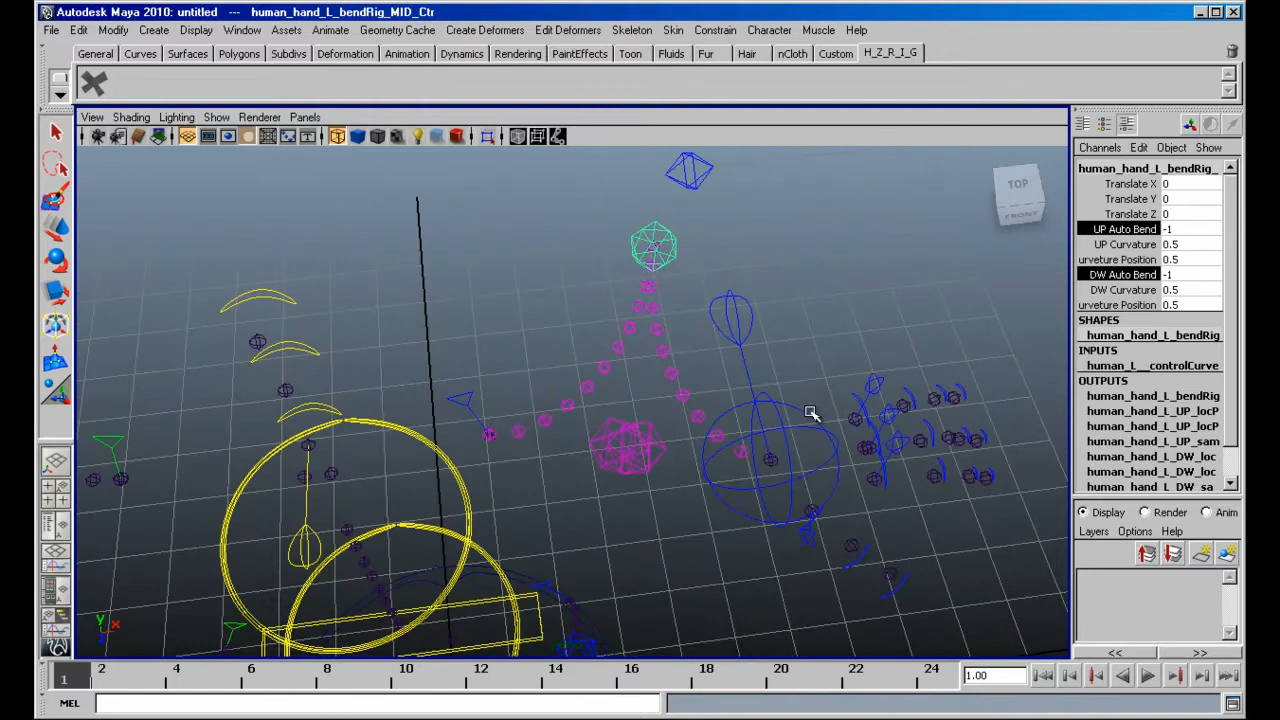 Autodesk Maya 2010: untitled --- human_hand_L_bendRig_MID_Ctr
File Edit Modify Create Display Window Assets Animate Geometry Cache Create Deformers Edit Deformers Skeleton Skin Constrain Character Muscle Help
General Curves Surfaces Polygons Subdivs Deformation Animation Dynamics Rendering PaintEffects Toon Fluids Fur Hair nCloth Custom H_Z_R_I_G
View Shading Lighting Show Renderer Panels
Channels Edit Object Show
human_hand_L_bendRig_
Translate X 0
Translate Y 0
Translate Z 0
UP Auto Bend -1
UP Curvature 0.5
urveture Position 0.5
DW Auto Bend -1
DW Curvature 0.5
urveture Position 0.5
SHAPES
human_hand_L_bendRig
INPUTS
human_L__controlCurve
OUTPUTS
human_hand_L_bendRig
human_hand_L_UP_locP
human_hand_L_UP_locP
human_hand_L_UP_sam
human_hand_L_DW_loc
human_hand_L_DW_loc
human_hand_L_DW_sa
TOP
FRONT
Display Render Anim
Layers Options Help
y
x
z
<< >>
1 2 4 6 8 10 12 14 16 18 20 22 24 1.00
MEL